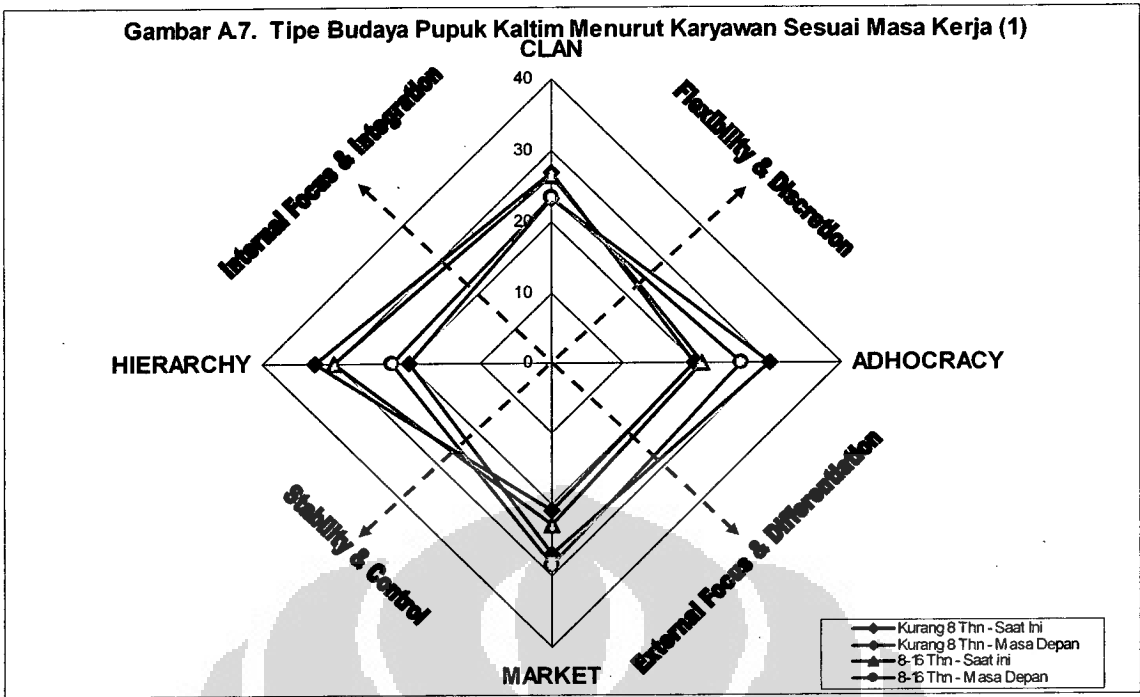 Gambar A.7. Tipe Budaya Pupuk Kaltim Menurut Karyawan Sesuai Masa Kerja (1)
CLAN
40
30
20
10
0
Internal Focus & Integration
Flexibility & Discretion
HIERARCHY
ADHOCRACY
Stability & Control
External Focus & Differentiation
MARKET
Kurang 8 Thn - Saat Ini
Kurang 8 Thn - Masa Depan
8-16 Thn - Saat ini
8-16 Thn - Masa Depan